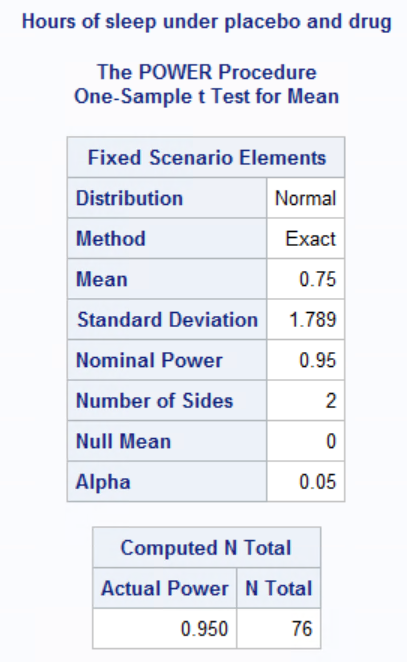 Hours of sleep under placebo and drug
The POWER Procedure
One-Sample t Test for Mean
Fixed Scenario Elements
Distribution Normal
Method Exact
Mean 0.75
Standard Deviation 1.789
Nominal Power 0.95
Number of Sides 2
Null Mean 0
Alpha 0.05
Computed N Total
Actual Power N Total
0.950 76